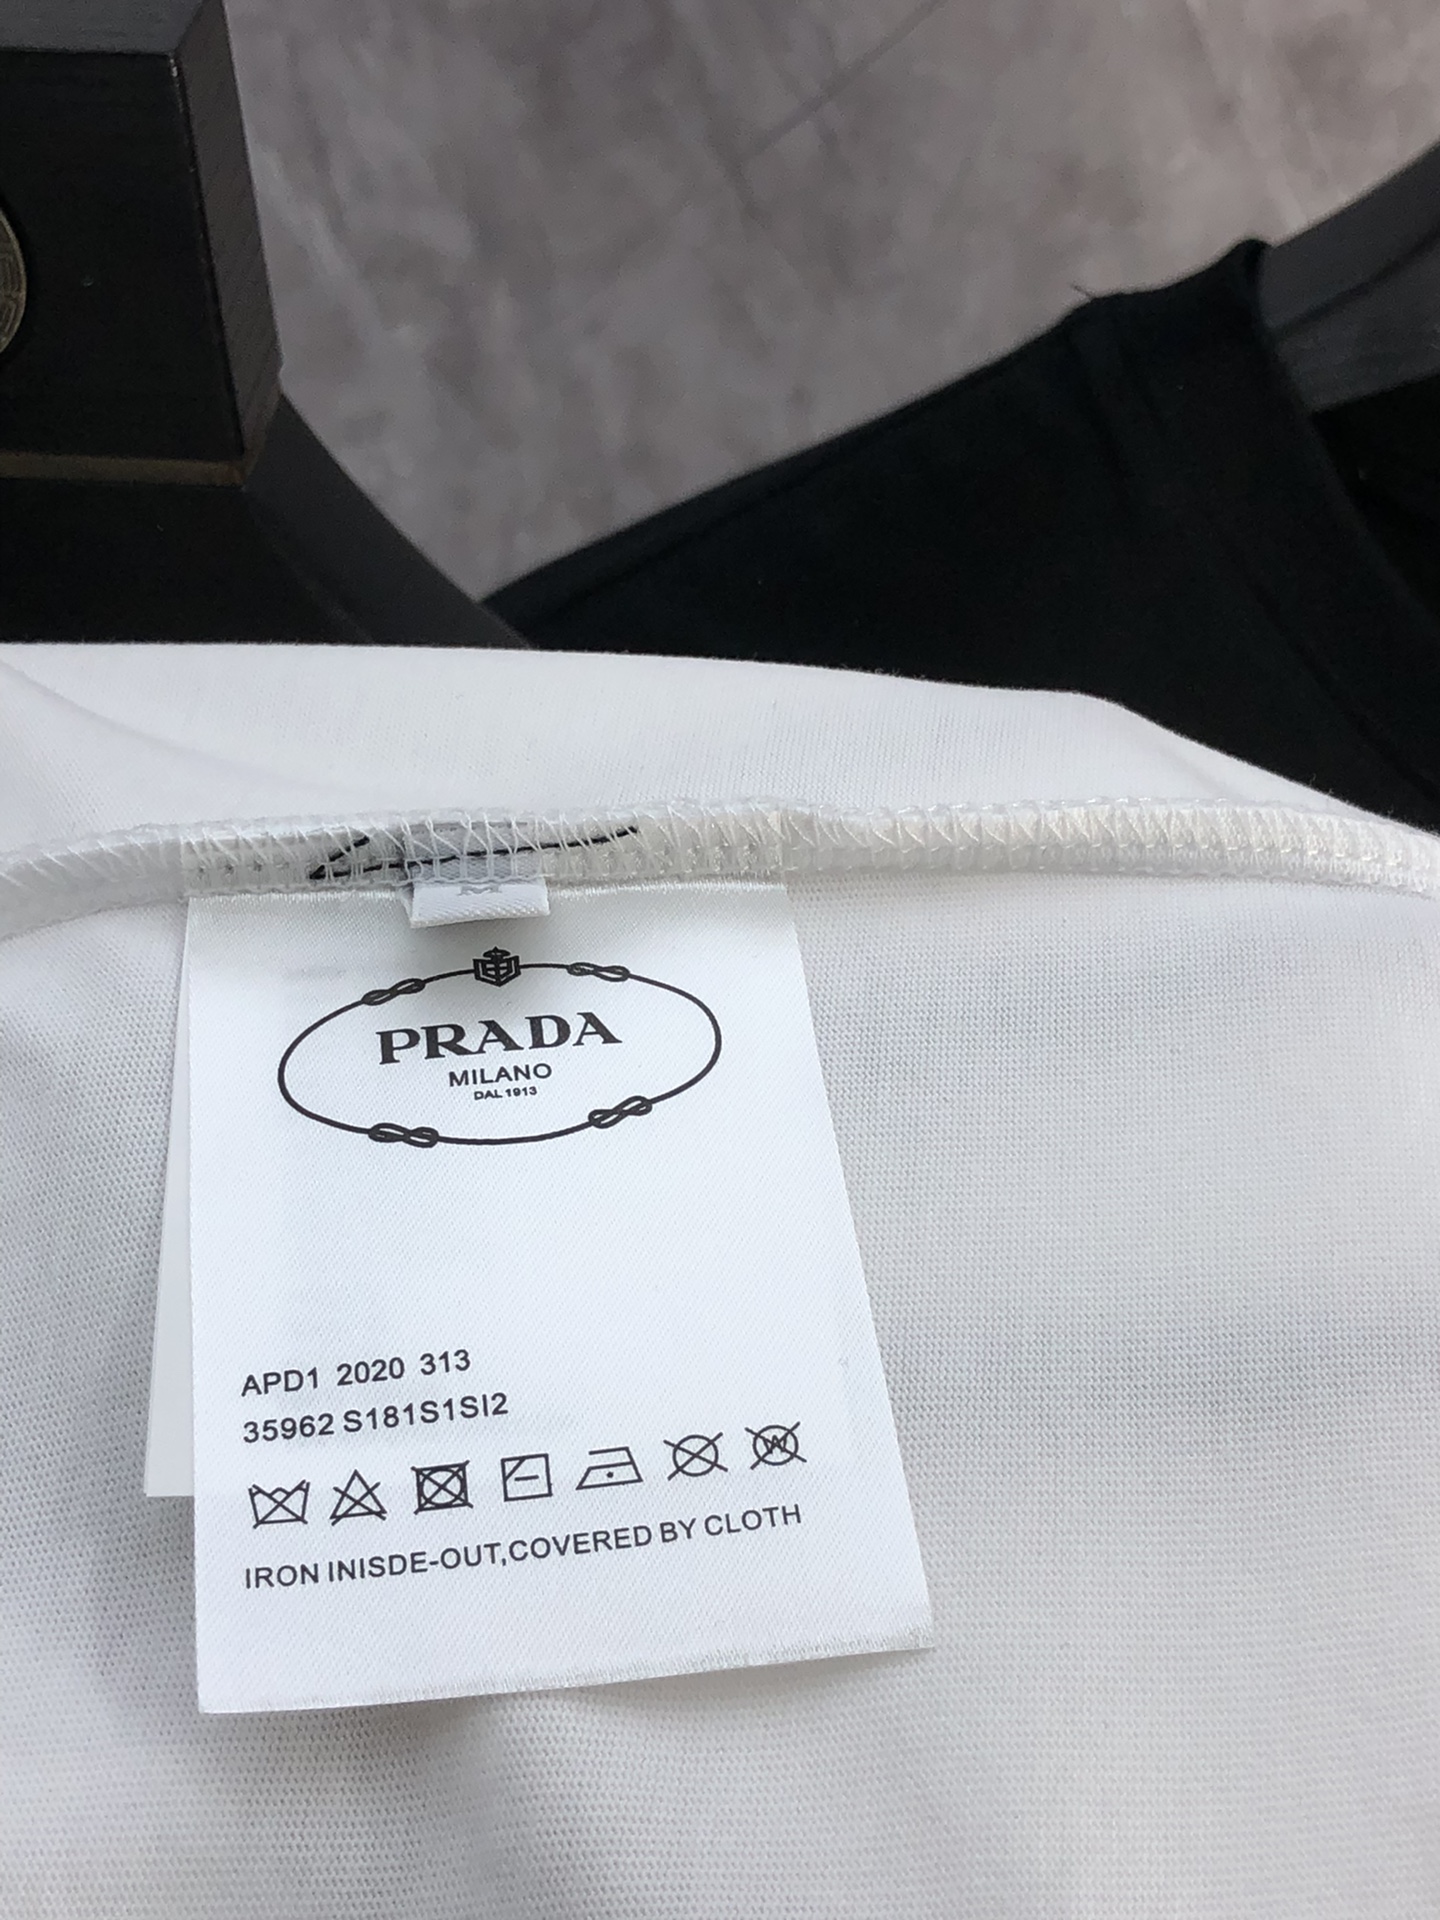 M
PRADA
MILANO
DAL 1913
APD1 2020 313
35962 S181S1SI2
W
IRON INISDE-OUT,COVERED BY CLOTH